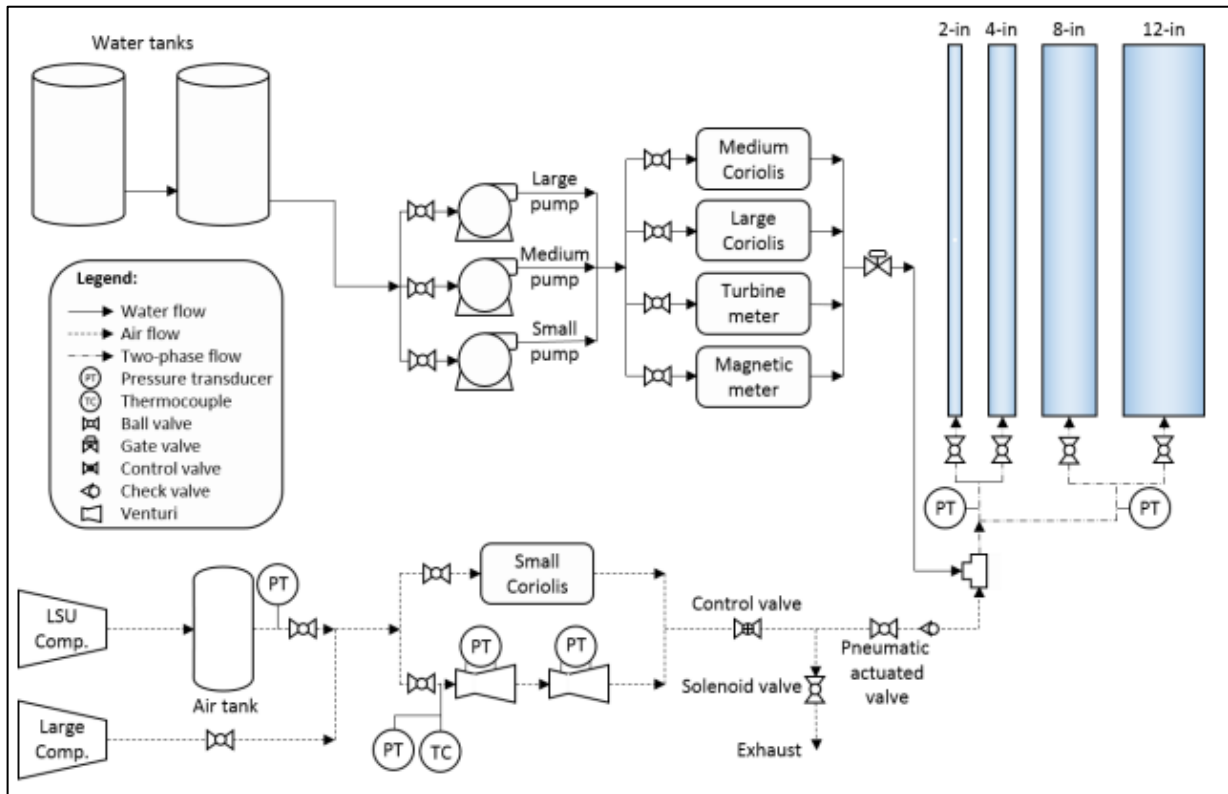 Water tanks
2-in
4-in
8-in
12-in
Large
pump
Medium
pump
Small
pump
Medium
Coriolis
Large
Coriolis
Turbine
meter
Magnetic
meter
Legend:
Water flow
Air flow
Two-phase flow
PT Pressure transducer
TC Thermocouple
Ball valve
Gate valve
Control valve
Check valve
Venturi
PT
PT
LSU
Comp.
Large
Comp.
Air tank
PT
Small
Coriolis
PT
PT
PT
TC
Control valve
Solenoid valve
Exhaust
Pneumatic
actuated
valve